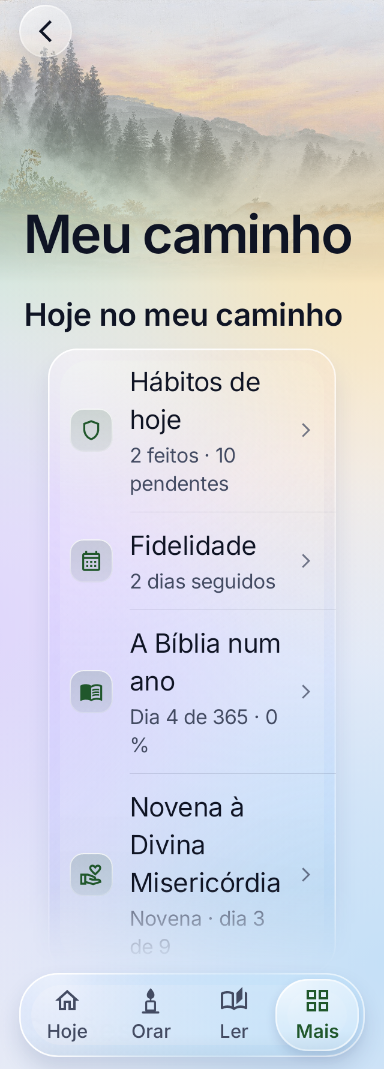 Meu caminho
Hoje no meu caminho
Hábitos de
hoje
2 feitos · 10
pendentes
Fidelidade
2 dias seguidos
A Bíblia num
ano
Dia 4 de 365 · 0
%
Novena à
Divina
Misericórdia
Novena · dia 3
de 9
Hoje
Orar
Ler
Mais